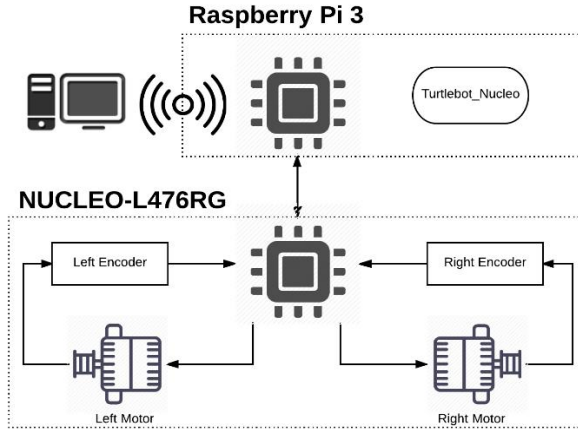 Raspberry Pi 3
Turtlebot_Nucleo
NUCLEO-L476RG
Left Encoder
Right Encoder
Left Motor
Right Motor